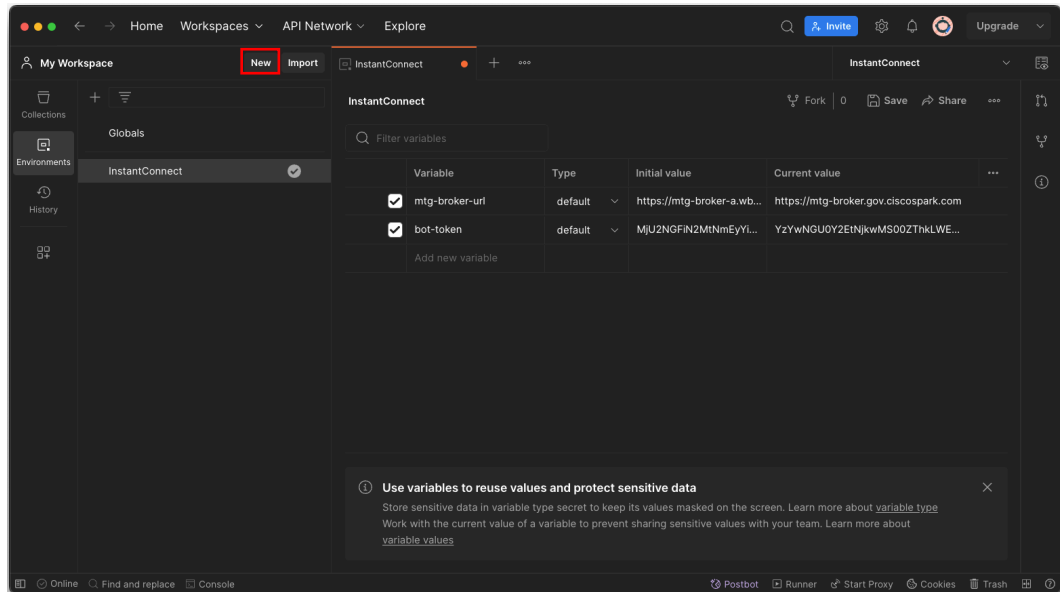 Home Workspaces API Network Explore Invite Upgrade
My Workspace New Import InstantConnect InstantConnect
Collections
Environments
History
Globals
InstantConnect
InstantConnect Fork 0 Save Share
Filter variables
Variable Type Initial value Current value
mtg-broker-url default https://mtg-broker-a.wb... https://mtg-broker.gov.ciscospark.com
bot-token default MjU2NGFiN2MtNmEyYi... YzYwNGU0Y2EtNjkwMS00ZThkLWE...
Add new variable
Use variables to reuse values and protect sensitive data
Store sensitive data in variable type secret to keep its values masked on the screen. Learn more about variable type
Work with the current value of a variable to prevent sharing sensitive values with your team. Learn more about
variable values
Online Find and replace Console Postbot Runner Start Proxy Cookies Trash